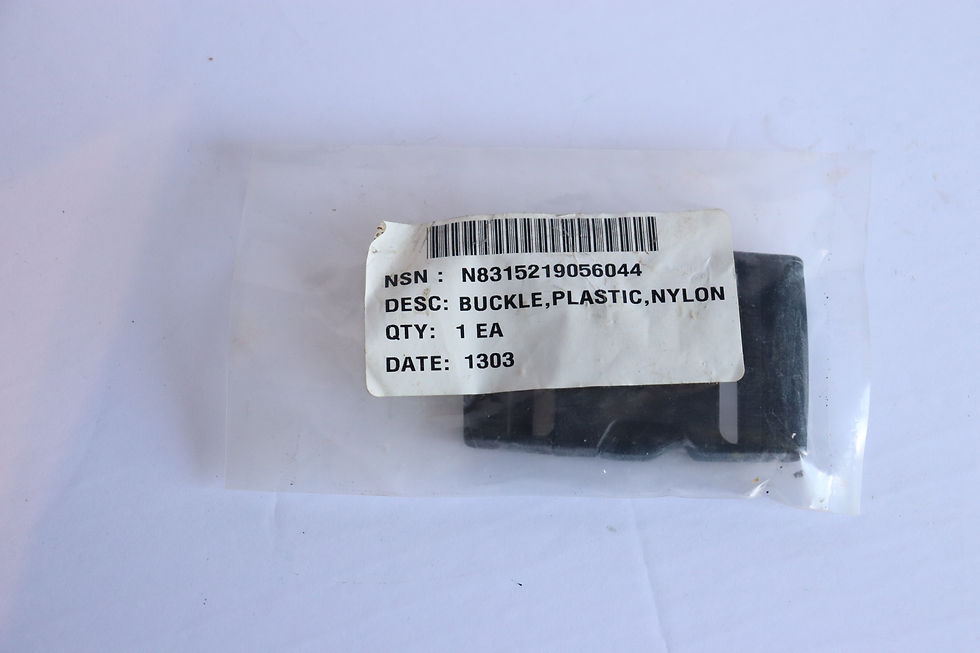 NSN : N8315219056044
DESC: BUCKLE,PLASTIC,NYLON
QTY: 1 EA
DATE: 1303